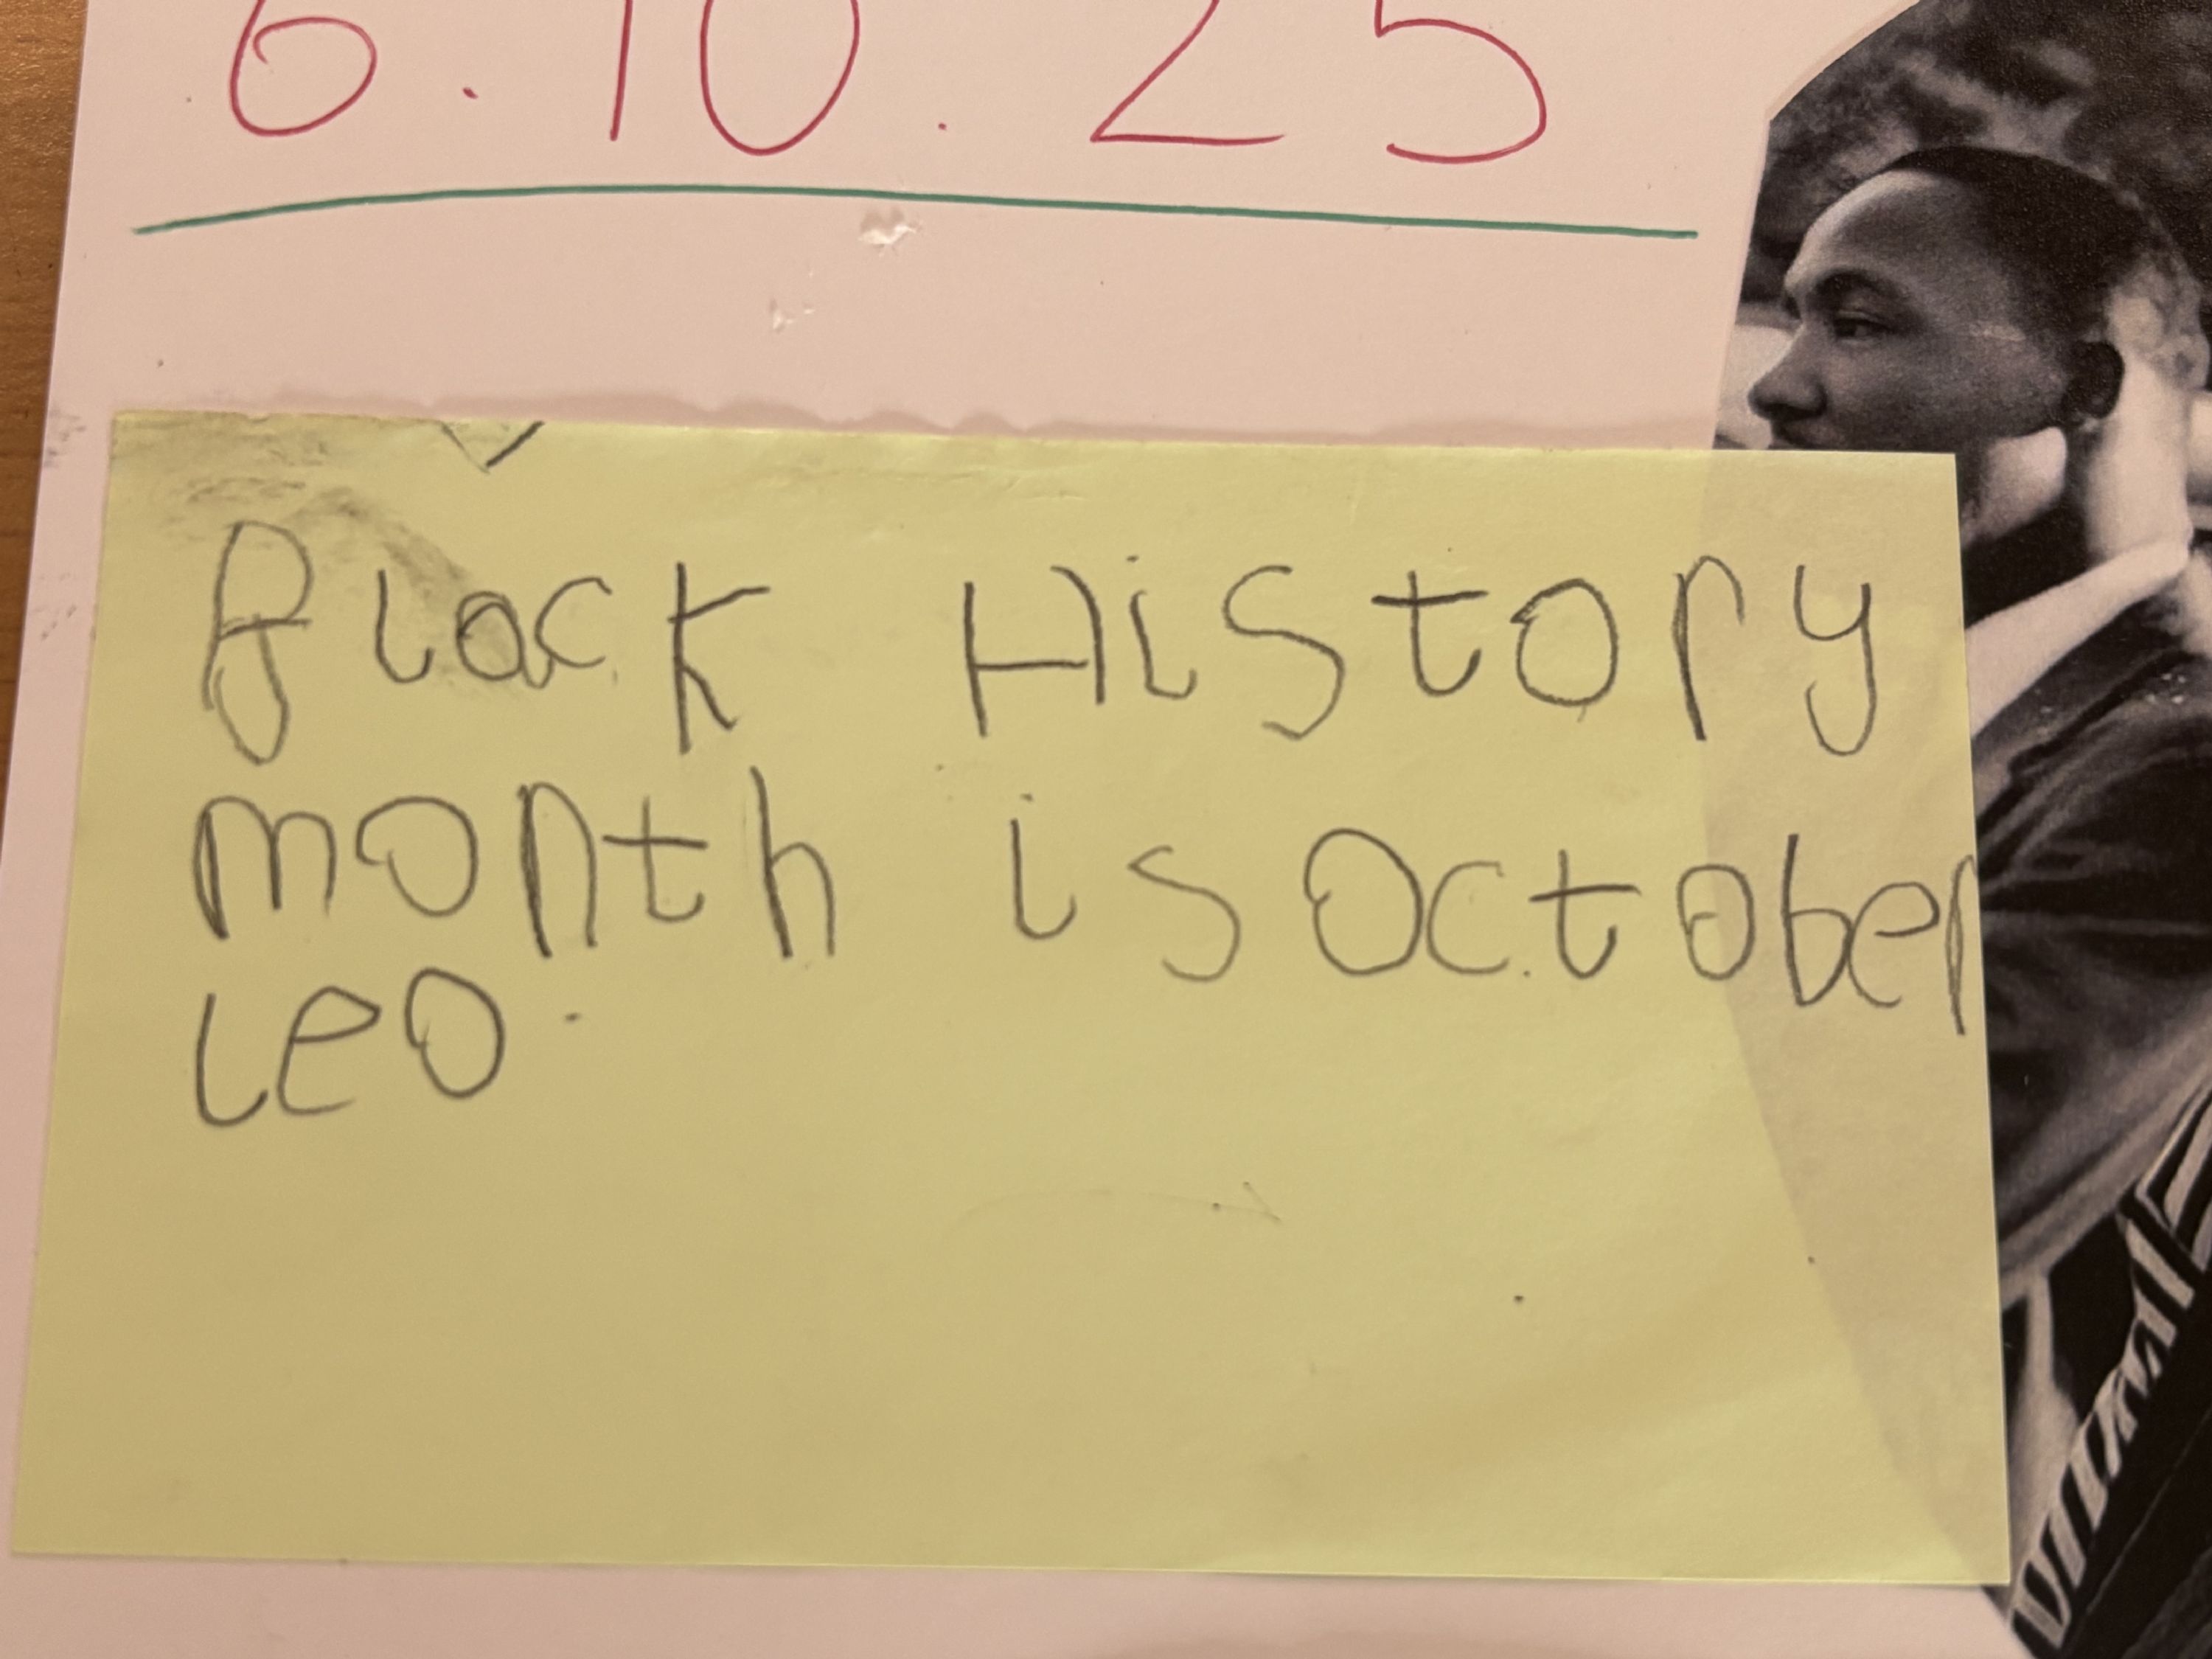 6.10.25
Black History
month is October
leo.